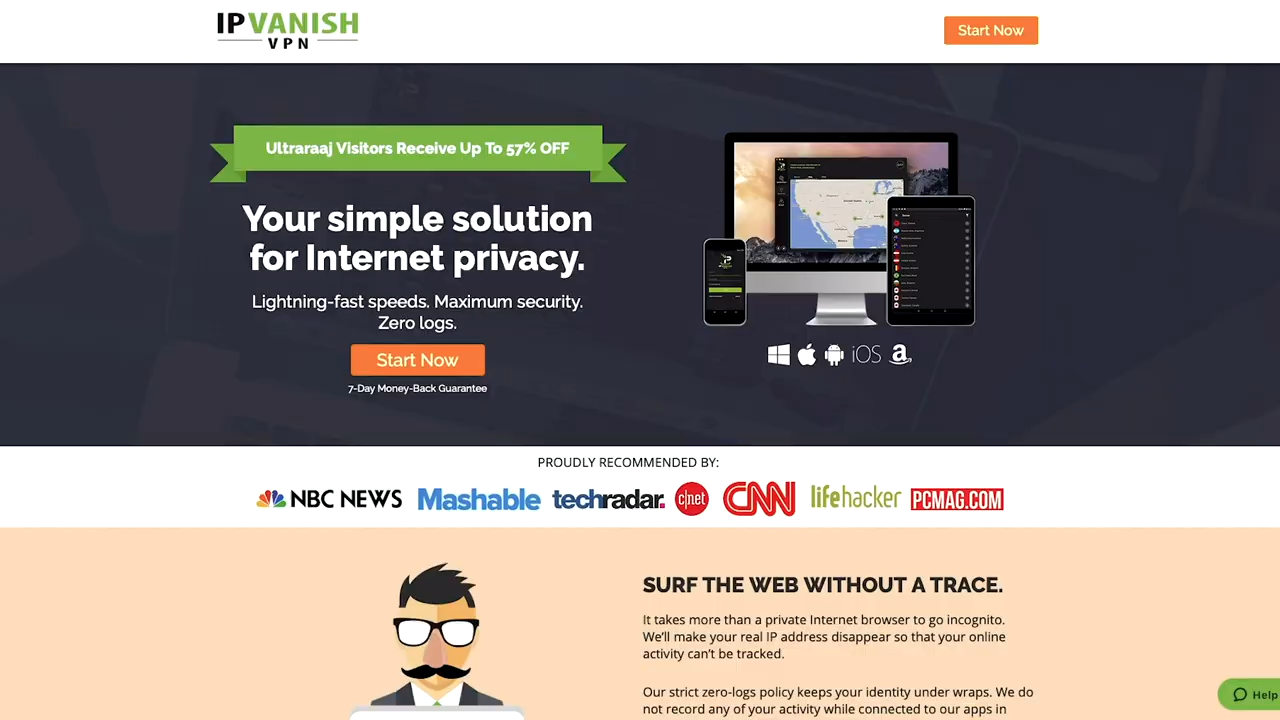 IPVANISH
VPN
Start Now
Ultraraaj Visitors Receive Up To 57% OFF
Your simple solution
for Internet privacy.
Lightning-fast speeds. Maximum security.
Zero logs.
Start Now
7-Day Money-Back Guarantee
iOS
PROUDLY RECOMMENDED BY:
NBC NEWS Mashable techradar. c|net CNN lifehacker PCMAG.COM
SURF THE WEB WITHOUT A TRACE.
It takes more than a private Internet browser to go incognito.
We'll make your real IP address disappear so that your online
activity can't be tracked.
Our strict zero-logs policy keeps your identity under wraps. We do
not record any of your activity while connected to our apps in
Help